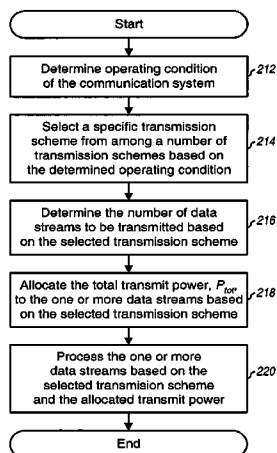 Start
Determine operating condition
of the communication system
212
Select a specific transmission
scheme from among a number of
transmission schemes based on
the determined operating condition
214
Determine the number of data
streams to be transmitted based
on the selected transmission scheme
216
Allocate the total transmit power, Ptot,
to the one or more data streams based
on the selected transmission scheme
218
Process the one or more
data streams based on the
selected transmision scheme
and the allocated transmit power
220
End